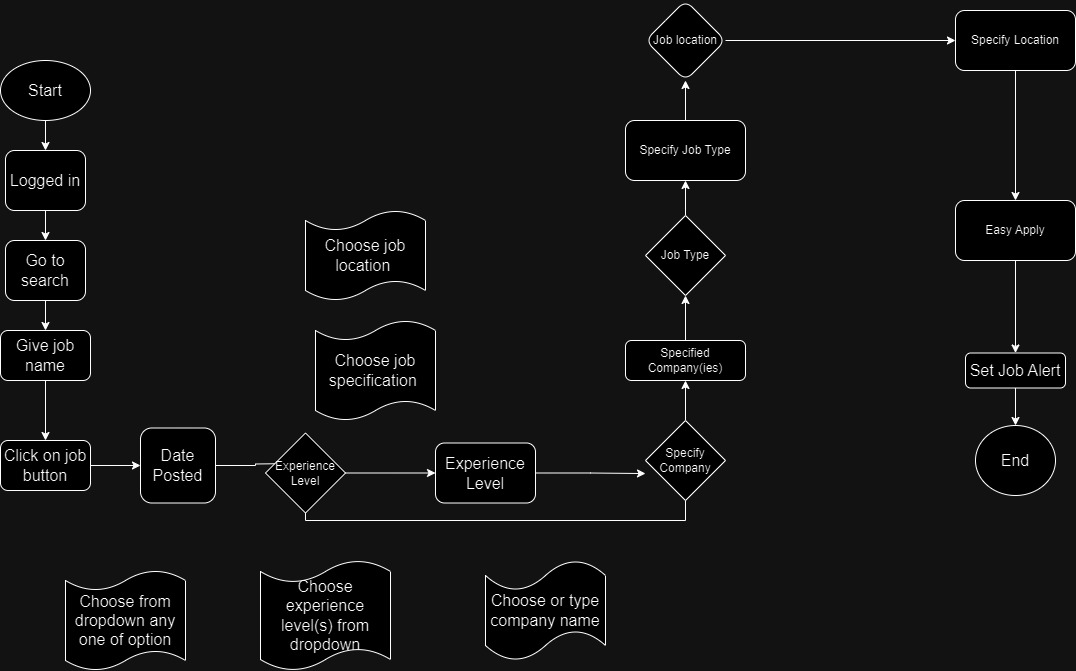 Start
Logged in
Go to
search
Give job
name
Click on job
button
Date
Posted
Experience
Level
Experience
Level
Specify
Company
Specified
Company(ies)
Job Type
Specify Job Type
Job location
Specify Location
Easy Apply
Set Job Alert
End
Choose job
location
Choose job
specification
Choose from
dropdown any
one of option
Choose
experience
level(s) from
dropdown
Choose or type
company name